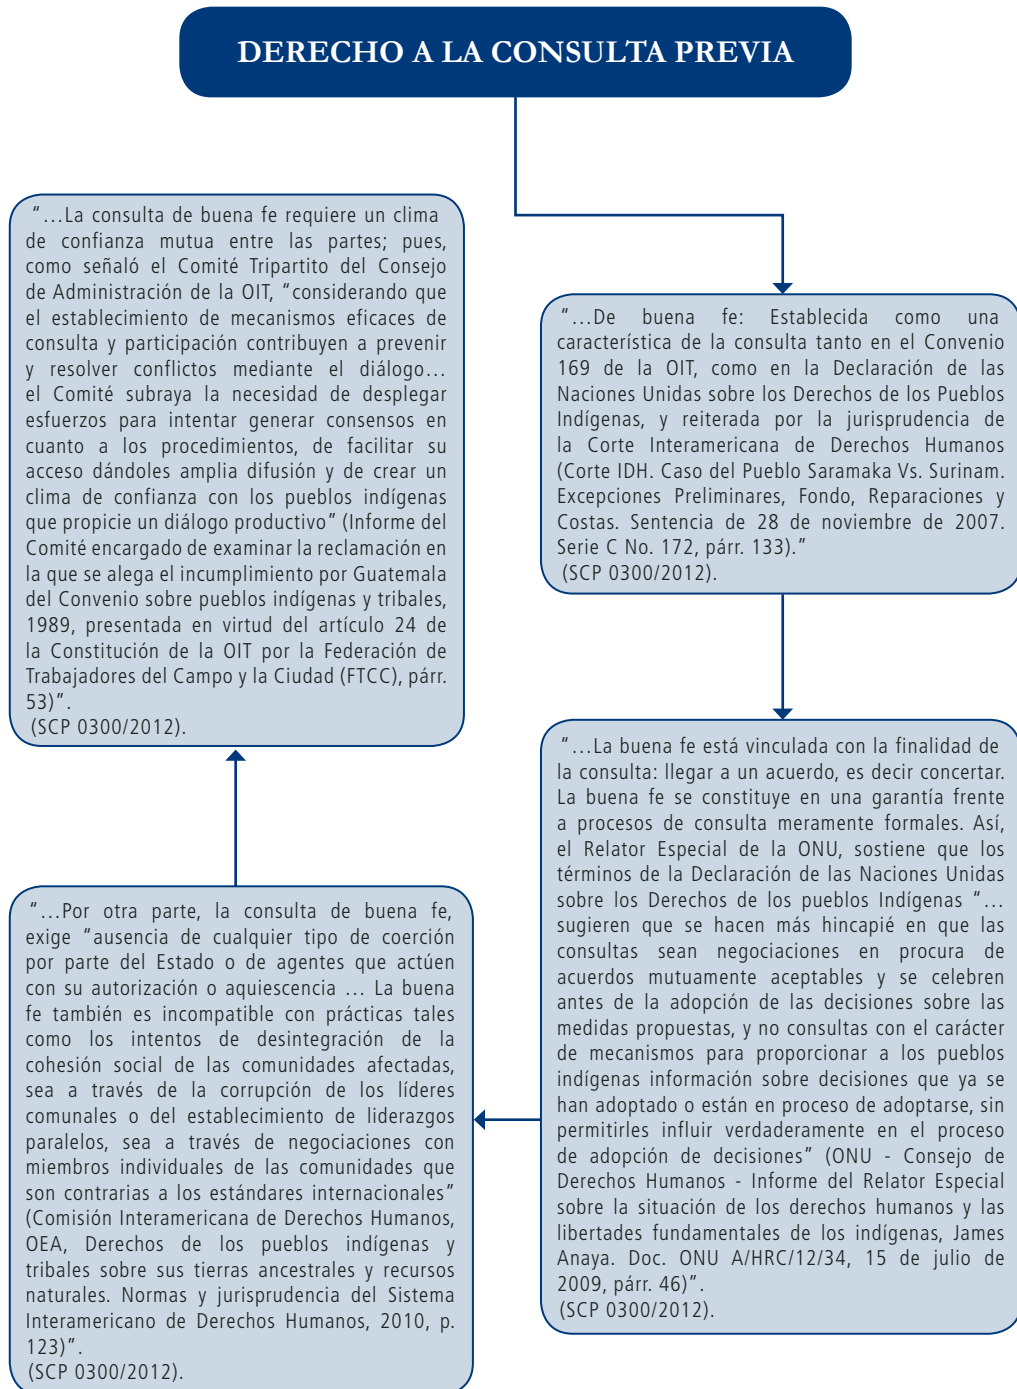 DERECHO A LA CONSULTA PREVIA
“…De buena fe: Establecida como una
característica de la consulta tanto en el Convenio
169 de la OIT, como en la Declaración de las
Naciones Unidas sobre los Derechos de los Pueblos
Indígenas, y reiterada por la jurisprudencia de
la Corte Interamericana de Derechos Humanos
(Corte IDH. Caso del Pueblo Saramaka Vs. Surinam.
Excepciones Preliminares, Fondo, Reparaciones y
Costas. Sentencia de 28 de noviembre de 2007.
Serie C No. 172, párr. 133).”
(SCP 0300/2012).
“…La buena fe está vinculada con la finalidad de
la consulta: llegar a un acuerdo, es decir concertar.
La buena fe se constituye en una garantía frente
a procesos de consulta meramente formales. Así,
el Relator Especial de la ONU, sostiene que los
términos de la Declaración de las Naciones Unidas
sobre los Derechos de los pueblos Indígenas “…
sugieren que se hacen más hincapié en que las
consultas sean negociaciones en procura de
acuerdos mutuamente aceptables y se celebren
antes de la adopción de las decisiones sobre las
medidas propuestas, y no consultas con el carácter
de mecanismos para proporcionar a los pueblos
indígenas información sobre decisiones que ya se
han adoptado o están en proceso de adoptarse, sin
permitirles influir verdaderamente en el proceso
de adopción de decisiones” (ONU - Consejo de
Derechos Humanos - Informe del Relator Especial
sobre la situación de los derechos humanos y las
libertades fundamentales de los indígenas, James
Anaya. Doc. ONU A/HRC/12/34, 15 de julio de
2009, párr. 46)”.
(SCP 0300/2012).
“…Por otra parte, la consulta de buena fe,
exige “ausencia de cualquier tipo de coerción
por parte del Estado o de agentes que actúen
con su autorización o aquiescencia … La buena
fe también es incompatible con prácticas tales
como los intentos de desintegración de la
cohesión social de las comunidades afectadas,
sea a través de la corrupción de los líderes
comunales o del establecimiento de liderazgos
paralelos, sea a través de negociaciones con
miembros individuales de las comunidades que
son contrarias a los estándares internacionales”
(Comisión Interamericana de Derechos Humanos,
OEA, Derechos de los pueblos indígenas y
tribales sobre sus tierras ancestrales y recursos
naturales. Normas y jurisprudencia del Sistema
Interamericano de Derechos Humanos, 2010, p.
123)”.
(SCP 0300/2012).
“…La consulta de buena fe requiere un clima
de confianza mutua entre las partes; pues,
como señaló el Comité Tripartito del Consejo
de Administración de la OIT, “considerando que
el establecimiento de mecanismos eficaces de
consulta y participación contribuyen a prevenir
y resolver conflictos mediante el diálogo…
el Comité subraya la necesidad de desplegar
esfuerzos para intentar generar consensos en
cuanto a los procedimientos, de facilitar su
acceso dándoles amplia difusión y de crear un
clima de confianza con los pueblos indígenas
que propicie un diálogo productivo” (Informe del
Comité encargado de examinar la reclamación en
la que se alega el incumplimiento por Guatemala
del Convenio sobre pueblos indígenas y tribales,
1989, presentada en virtud del artículo 24 de
la Constitución de la OIT por la Federación de
Trabajadores del Campo y la Ciudad (FTCC), párr.
53)”.
(SCP 0300/2012).